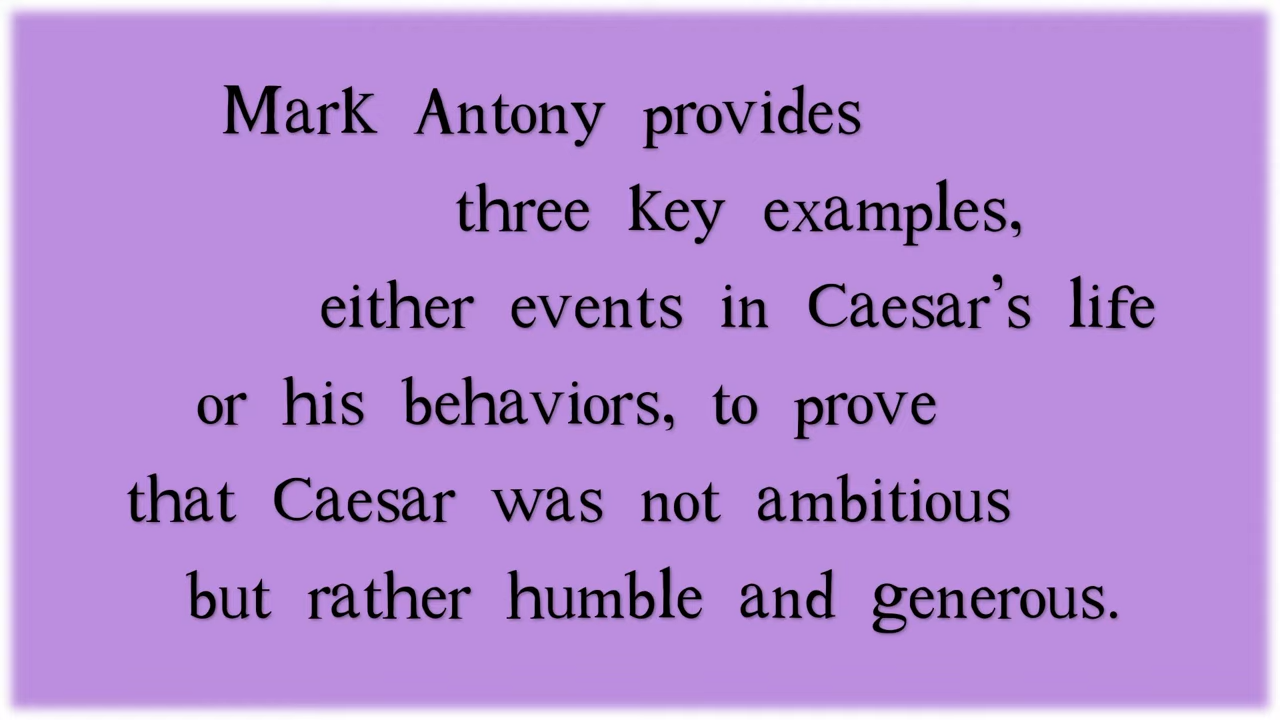 Mark Antony provides
three key examples,
either events in Caesar's life
or his behaviors, to prove
that Caesar was not ambitious
but rather humble and generous.